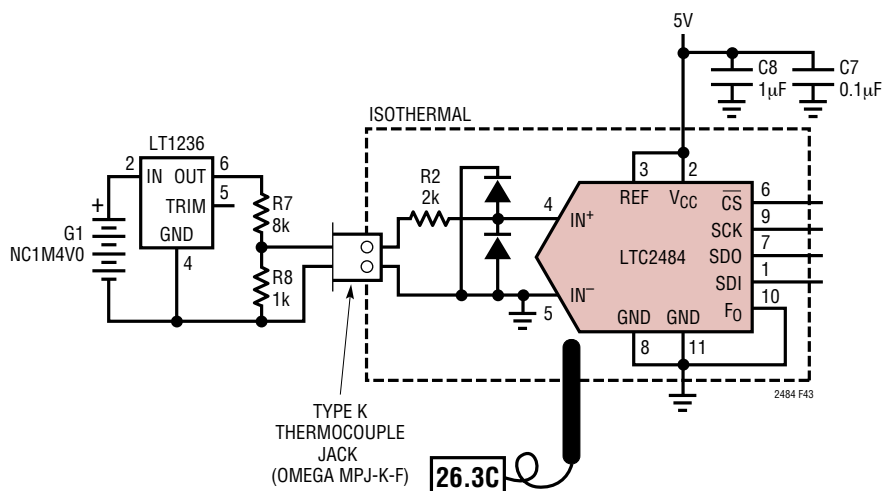 5V
C8
1µF
C7
0.1µF
ISOTHERMAL
LT1236
2
IN
OUT
6
TRIM
5
GND
4
+
G1
NC1M4V0
R7
8k
R8
1k
R2
2k
4
IN+
IN−
5
3
REF
2
VCC
LTC2484
CS
6
SCK
9
SDO
7
SDI
1
FO
10
GND
8
GND
11
2484 F43
TYPE K
THERMOCOUPLE
JACK
(OMEGA MPJ-K-F)
26.3C